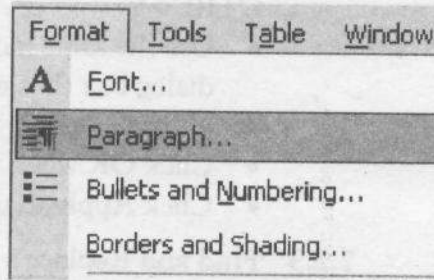 Format Tools Table Window
Font...
Paragraph...
Bullets and Numbering...
Borders and Shading...